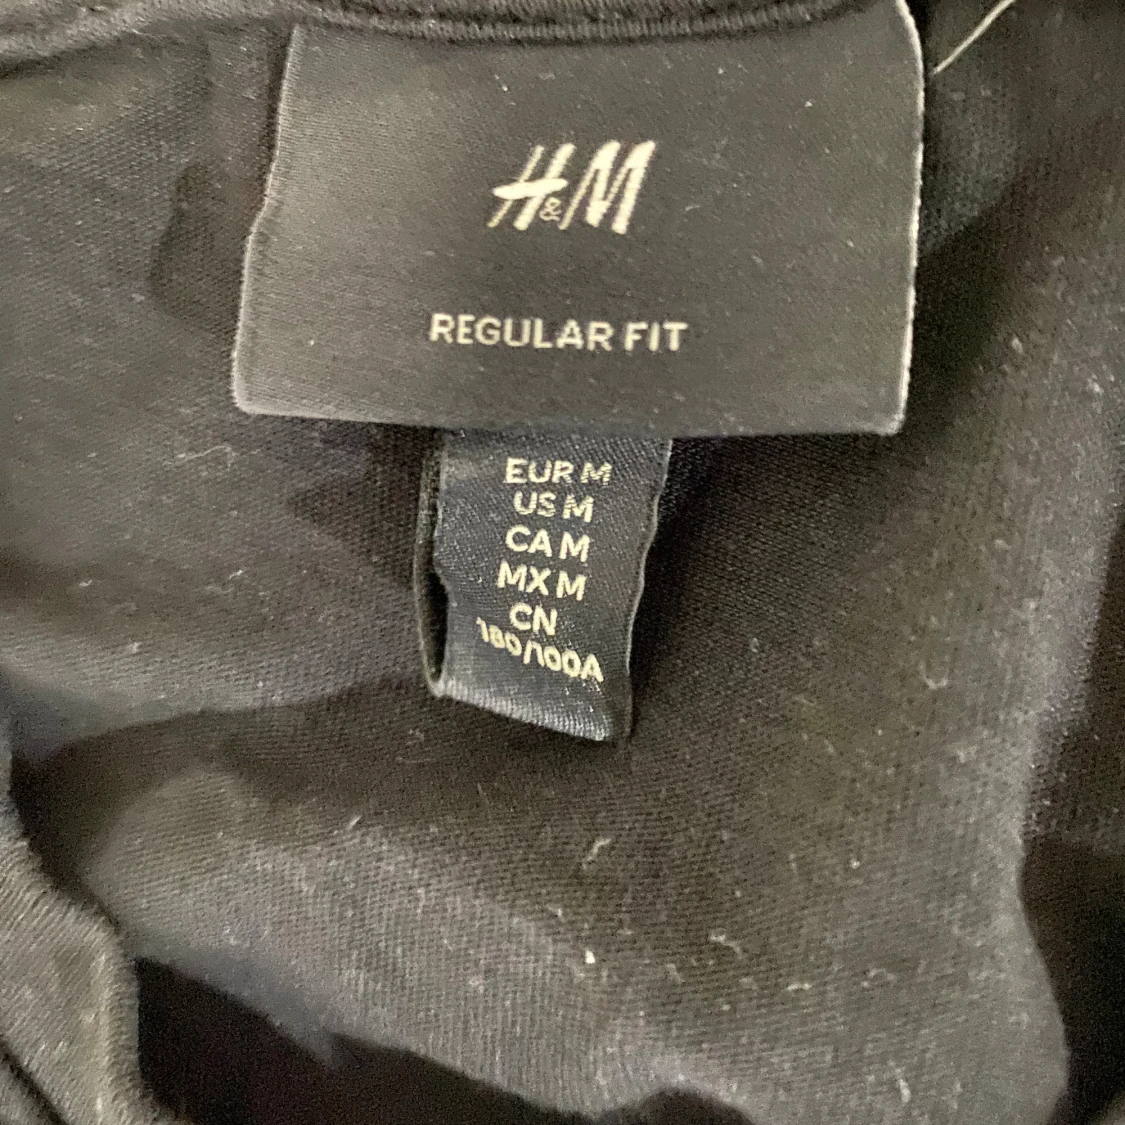 H&M
REGULAR FIT
EUR M
US M
CA M
MX M
CN
180/100A